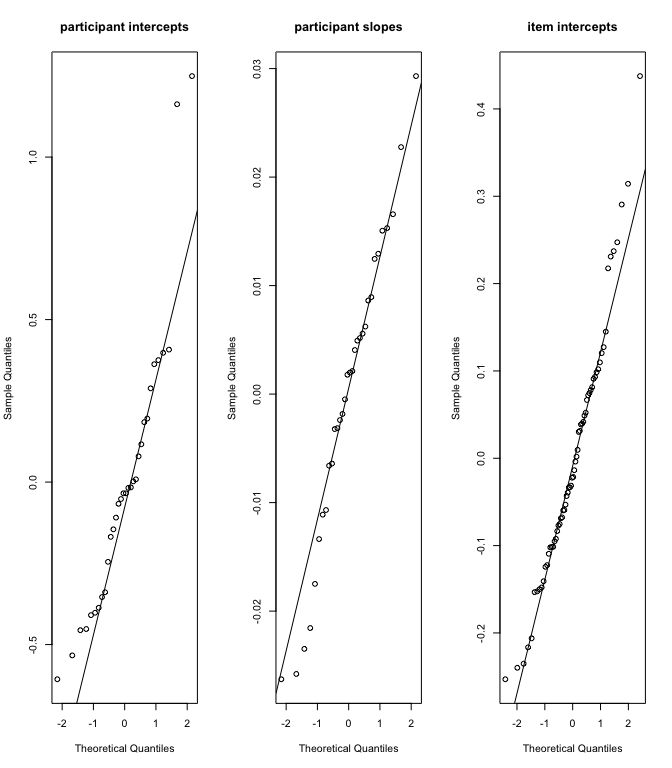 participant intercepts
participant slopes
item intercepts
Sample Quantiles
1.0
0.5
0.0
-0.5
-2 -1 0 1 2
Theoretical Quantiles
Sample Quantiles
0.03
0.02
0.01
0.00
-0.01
-0.02
-2 -1 0 1 2
Theoretical Quantiles
Sample Quantiles
0.4
0.3
0.2
0.1
0.0
-0.1
-0.2
-2 -1 0 1 2
Theoretical Quantiles